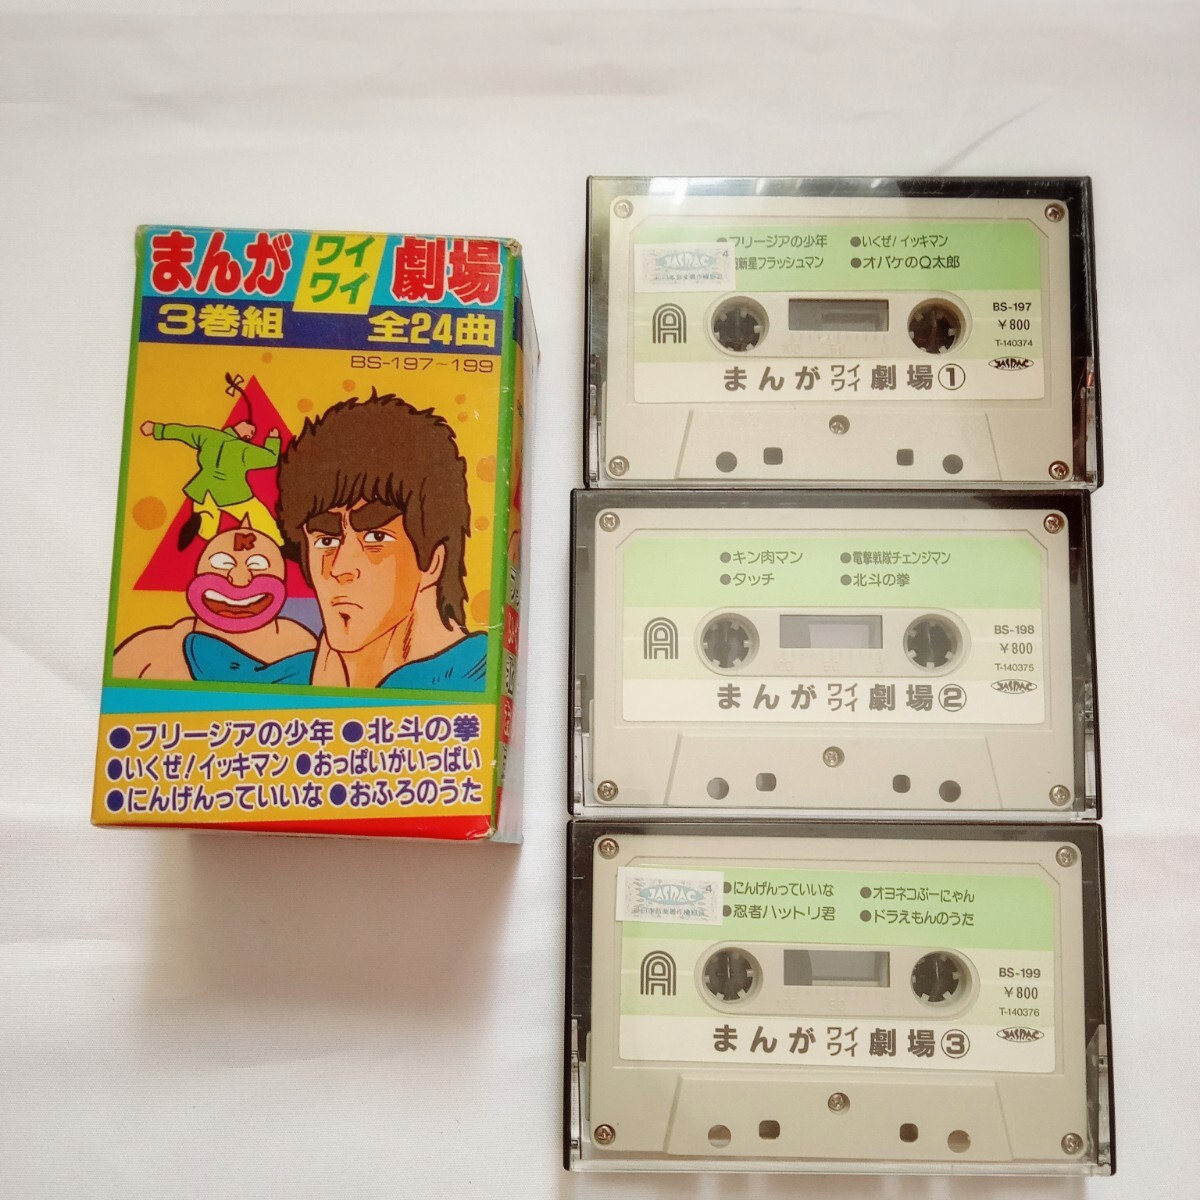 まんがワイワイ劇場
3巻組 全24曲
BS-197~199
K
●フリージアの少年 ●北斗の拳
●いくぜ!イッキマン ●おっぱいがいっぱい
●にんげんっていいな ●おふろのうた
フリージアの少年 ●いくぜ!イッキマン
新星フラッシュマン ●オバケのQ太郎
JASRAC 4
A
BS-197
¥800
T-140374
JASRAC
まんがワイワイ劇場①
●キン肉マン ●電撃戦隊チェンジマン
●タッチ ●北斗の拳
A
BS-198
¥800
T-140375
JASRAC
まんがワイワイ劇場②
●にんげんっていいな ●オヨネコぶーにゃん
●忍者ハットリ君 ●ドラえもんのうた
JASRAC 4
A
BS-199
¥800
T-140376
JASRAC
まんがワイワイ劇場③